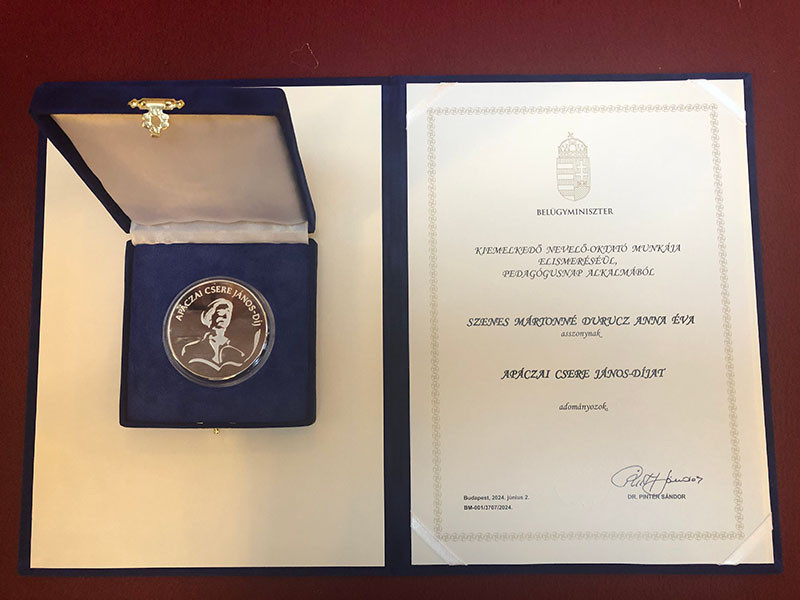 APÁCZAI CSERE JÁNOS-DÍJ
BELÜGYMINISZTER
KIEMELKEDŐ NEVELŐ-OKTATÓ MUNKÁJA
ELISMERÉSÉÜL,
PEDAGÓGUSNAP ALKALMÁBÓL
SZENES MÁRTONNÉ DURUCZ ANNA ÉVA
asszonynak
APÁCZAI CSERE JÁNOS-DÍJAT
adományozok.
Budapest, 2024. június 2.
BM-001/3707/2024.
DR. PINTÉR SÁNDOR